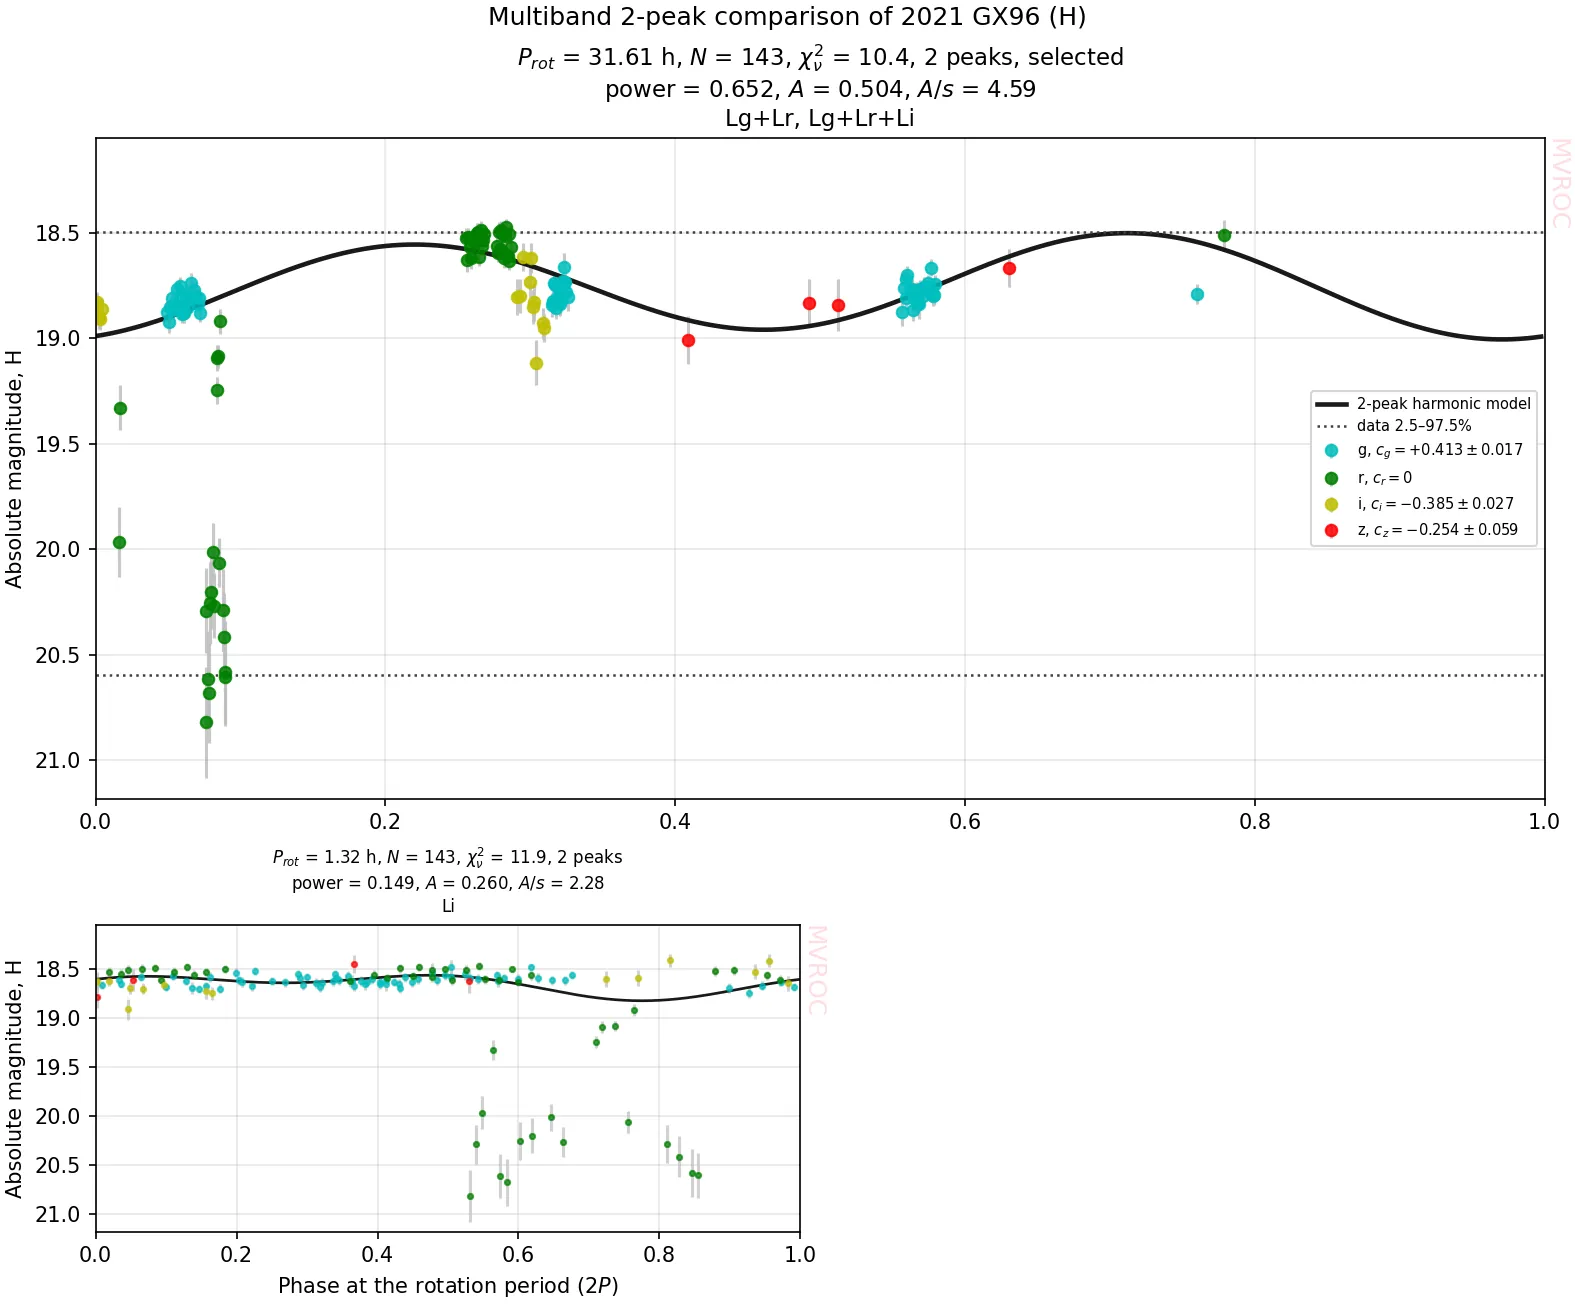 Multiband 2-peak comparison of 2021 GX96 (H)
P_rot = 31.61 h, N = 143, χ²_ν = 10.4, 2 peaks, selected
power = 0.652, A = 0.504, A/s = 4.59
Lg+Lr, Lg+Lr+Li
MVROC
18.5
19.0
19.5
20.0
20.5
21.0
Absolute magnitude, H
2-peak harmonic model
data 2.5–97.5%
g, c_g = +0.413 ± 0.017
r, c_r = 0
i, c_i = −0.385 ± 0.027
z, c_z = −0.254 ± 0.059
0.0 0.2 0.4 0.6 0.8 1.0
P_rot = 1.32 h, N = 143, χ²_ν = 11.9, 2 peaks
power = 0.149, A = 0.260, A/s = 2.28
Li
MVROC
18.5
19.0
19.5
20.0
20.5
21.0
Absolute magnitude, H
0.0 0.2 0.4 0.6 0.8 1.0
Phase at the rotation period (2P)